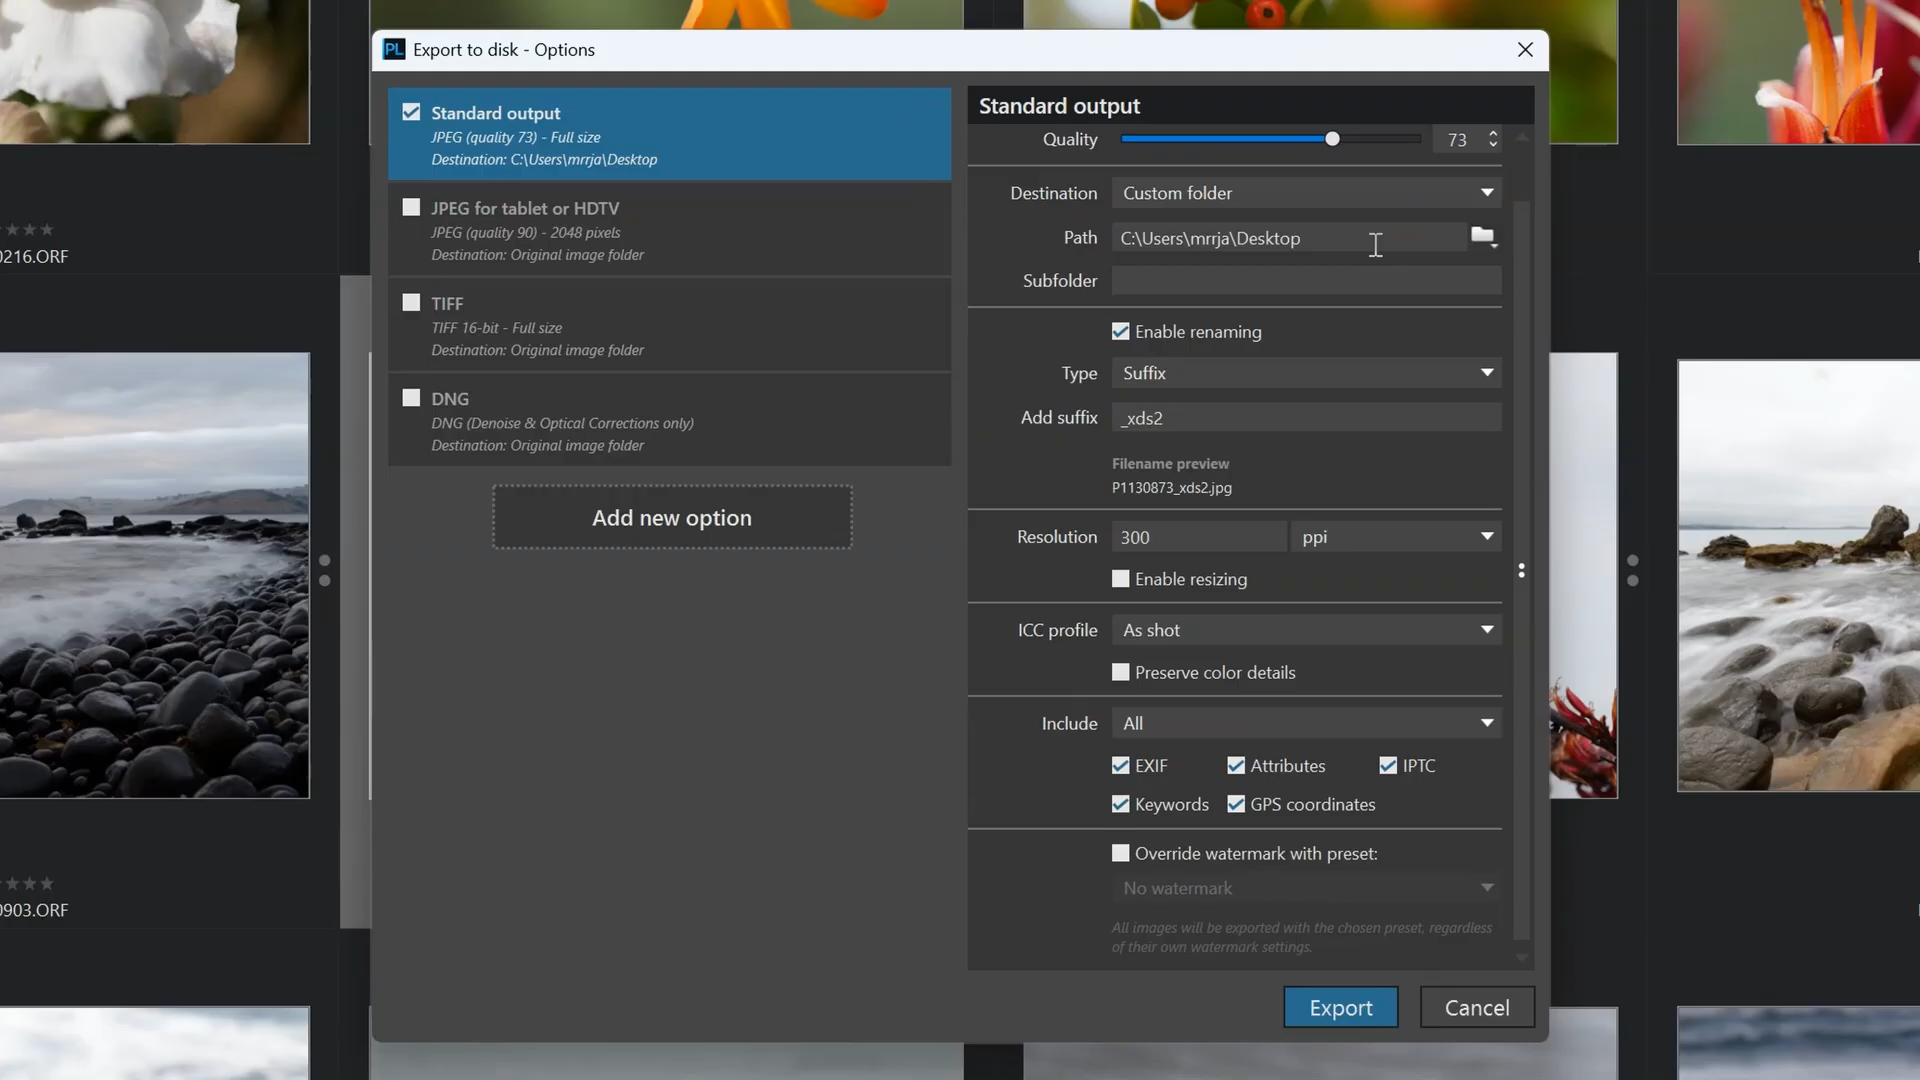 PL Export to disk - Options
Standard output
JPEG (quality 73) - Full size
Destination: C:\Users\mrrja\Desktop
JPEG for tablet or HDTV
JPEG (quality 90) - 2048 pixels
Destination: Original image folder
TIFF
TIFF 16-bit - Full size
Destination: Original image folder
DNG
DNG (Denoise & Optical Corrections only)
Destination: Original image folder
Add new option
Standard output
Quality 73
Destination Custom folder
Path C:\Users\mrrja\Desktop
Subfolder
Enable renaming
Type Suffix
Add suffix _xds2
Filename preview
P1130873_xds2.jpg
Resolution 300 ppi
Enable resizing
ICC profile As shot
Preserve color details
Include All
EXIF Attributes IPTC
Keywords GPS coordinates
Override watermark with preset:
No watermark
All images will be exported with the chosen preset, regardless
of their own watermark settings.
Export Cancel
0216.ORF
0903.ORF